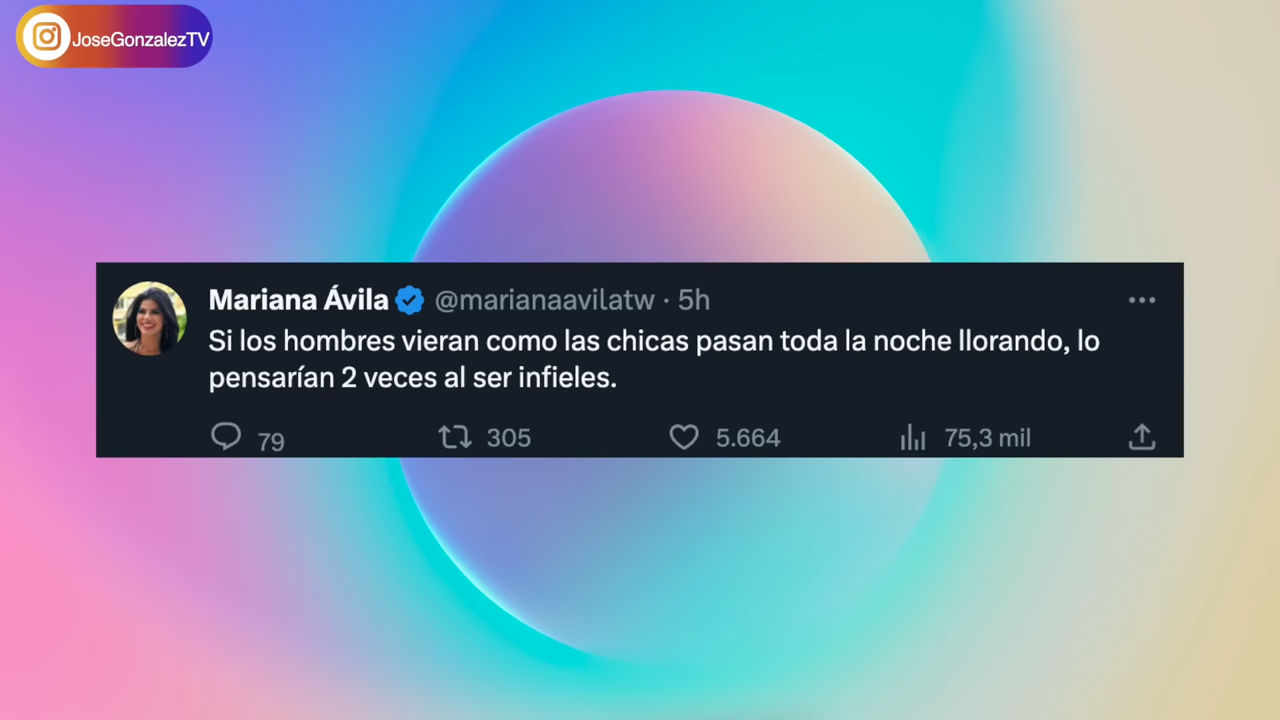 JoseGonzalezTV
Mariana Ávila @marianaavilatw · 5h
Si los hombres vieran como las chicas pasan toda la noche llorando, lo
pensarían 2 veces al ser infieles.
79 305 5.664 75,3 mil